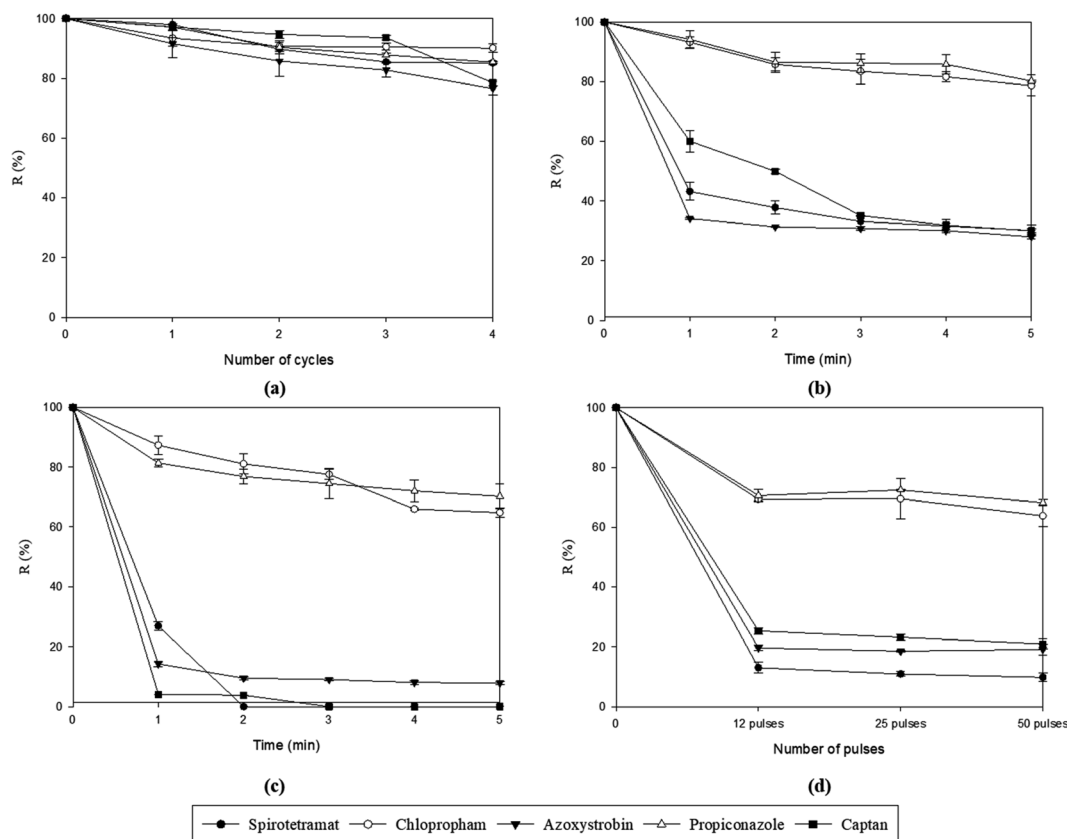 100
80
60
40
20
0
R (%)
0 1 2 3 4
Number of cycles
(a)
100
80
60
40
20
0
R (%)
0 1 2 3 4 5
Time (min)
(b)
100
80
60
40
20
0
R (%)
0 1 2 3 4 5
Time (min)
(c)
100
80
60
40
20
0
R (%)
0 12 pulses 25 pulses 50 pulses
Number of pulses
(d)
Spirotetramat Chlopropham Azoxystrobin Propiconazole Captan